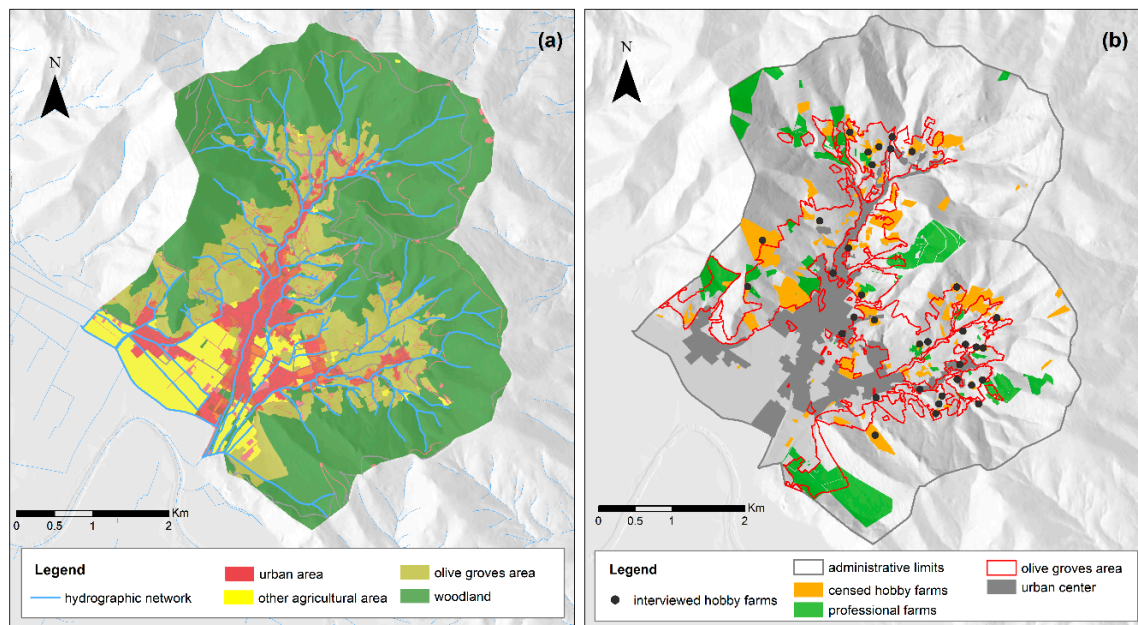 (a)
N
0 0.5 1 2 Km
Legend
hydrographic network
urban area
other agricultural area
olive groves area
woodland
(b)
N
0 0.5 1 2 Km
Legend
interviewed hobby farms
administrative limits
censed hobby farms
professional farms
olive groves area
urban center